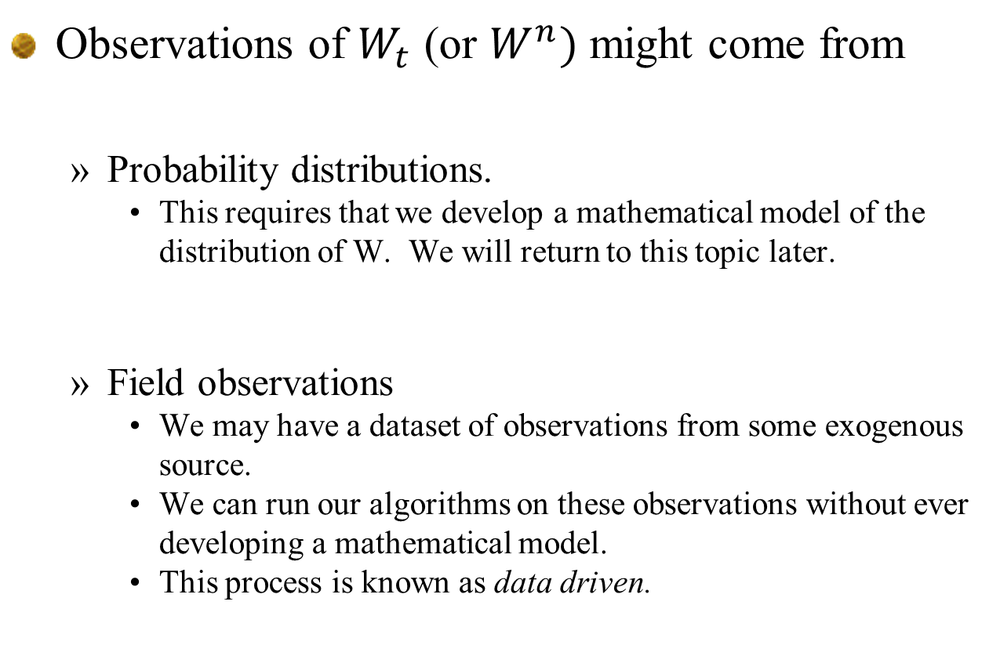 Observations of Wₜ (or Wⁿ) might come from
» Probability distributions.
• This requires that we develop a mathematical model of the
distribution of W. We will return to this topic later.
» Field observations
• We may have a dataset of observations from some exogenous
source.
• We can run our algorithms on these observations without ever
developing a mathematical model.
• This process is known as data driven.